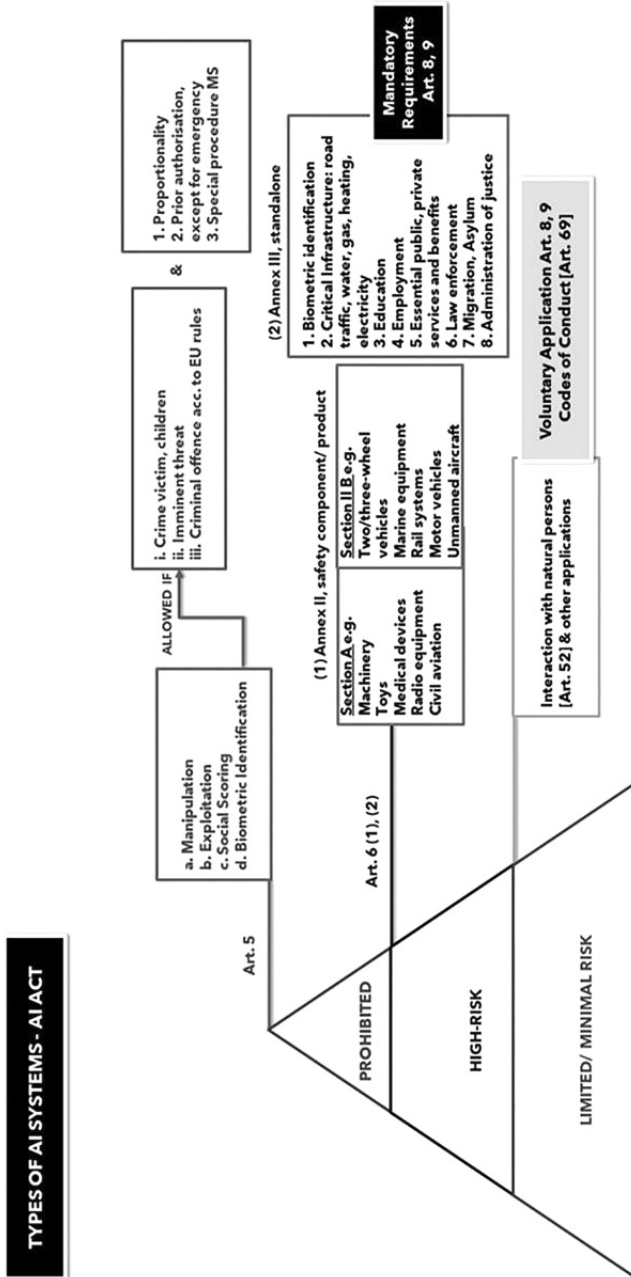 TYPES OF AI SYSTEMS - AI ACT
Art. 5
a. Manipulation
b. Exploitation
c. Social Scoring
d. Biometric Identification
ALLOWED IF
i. Crime victim, children
ii. Imminent threat
iii. Criminal offence acc. to EU rules
&
1. Proportionality
2. Prior authorisation,
except for emergency
3. Special procedure MS
PROHIBITED
Art. 6 (1), (2)
(1) Annex II, safety component/ product
Section A e.g.
Machinery
Toys
Medical devices
Radio equipment
Civil aviation
Section II B e.g.
Two/three-wheel
vehicles
Marine equipment
Rail systems
Motor vehicles
Unmanned aircraft
(2) Annex III, standalone
1. Biometric identification
2. Critical Infrastructure: road
traffic, water, gas, heating,
electricity
3. Education
4. Employment
5. Essential public, private
services and benefits
6. Law enforcement
7. Migration, Asylum
8. Administration of justice
Mandatory
Requirements
Art. 8, 9
HIGH-RISK
Interaction with natural persons
[Art. 52] & other applications
Voluntary Application Art. 8, 9
Codes of Conduct [Art. 69]
LIMITED/ MINIMAL RISK